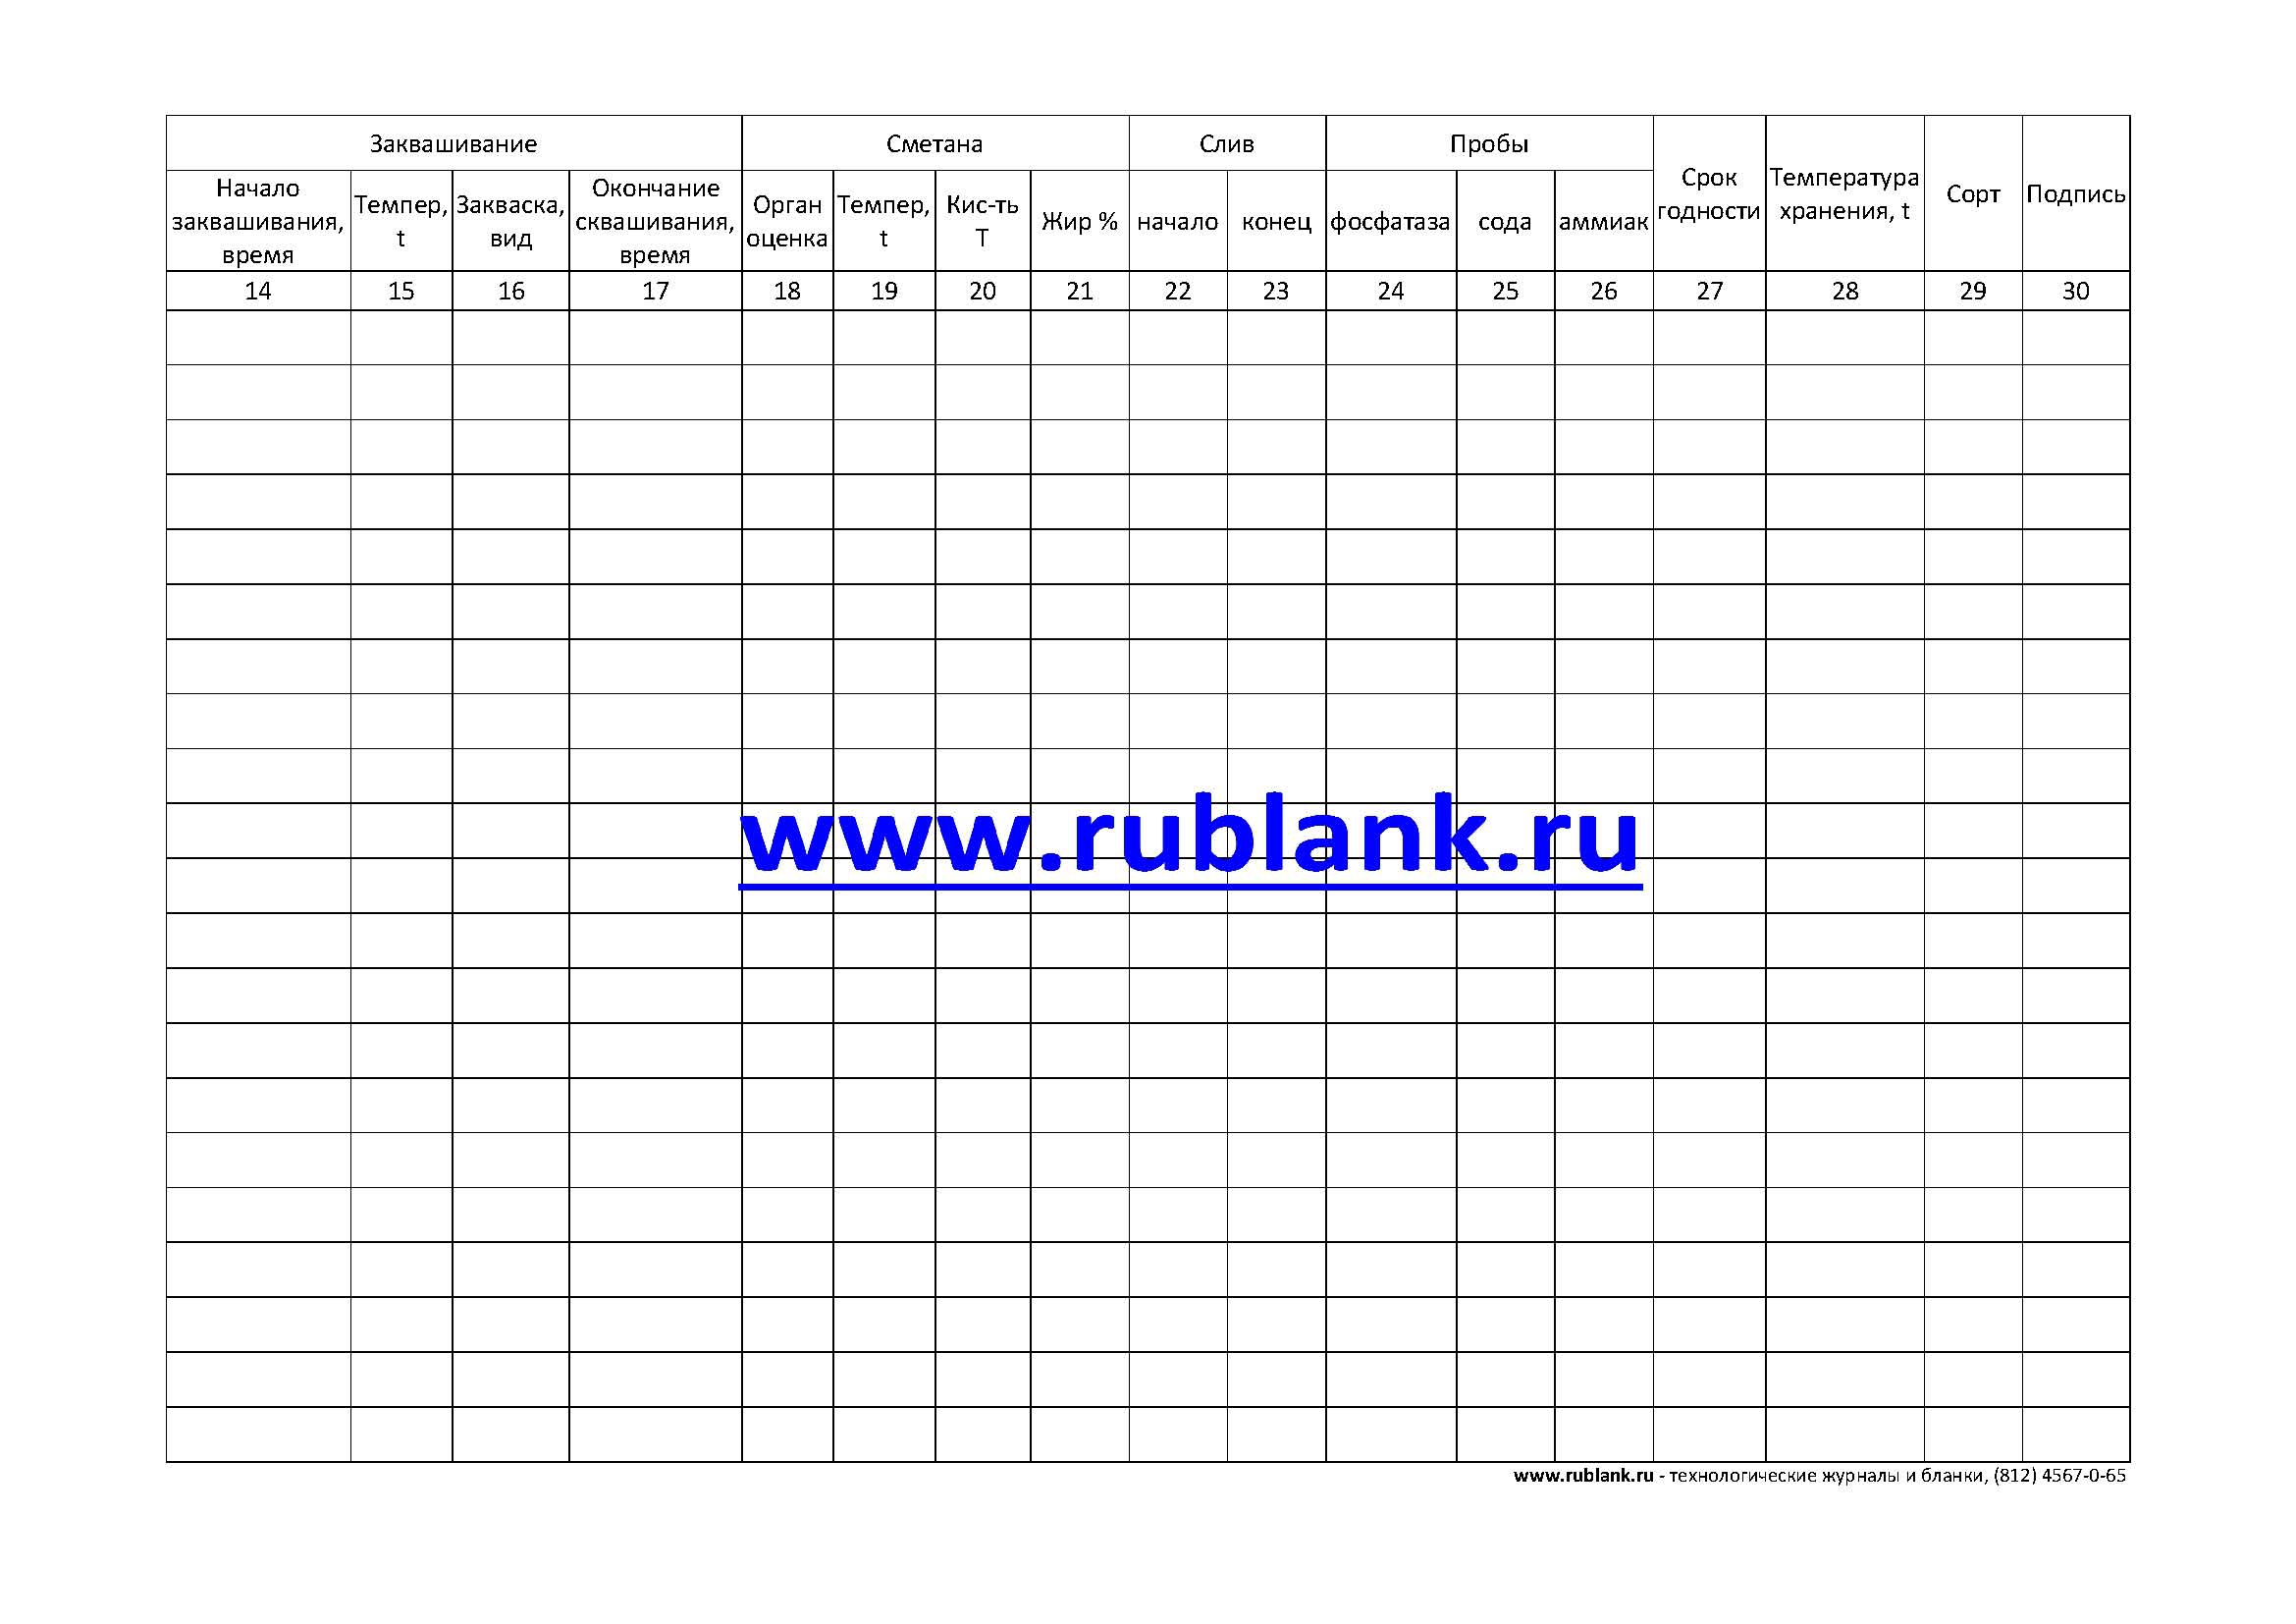 Заквашивание Сметана Слив Пробы Срок годности Температура хранения, t Сорт Подпись
Начало заквашивания, время Темпер, t Закваска, вид Окончание сквашивания, время Орган оценка Темпер, t Кис-ть Т Жир % начало конец фосфатаза сода аммиак
14 15 16 17 18 19 20 21 22 23 24 25 26 27 28 29 30
www.rublank.ru
www.rublank.ru - технологические журналы и бланки, (812) 4567-0-65